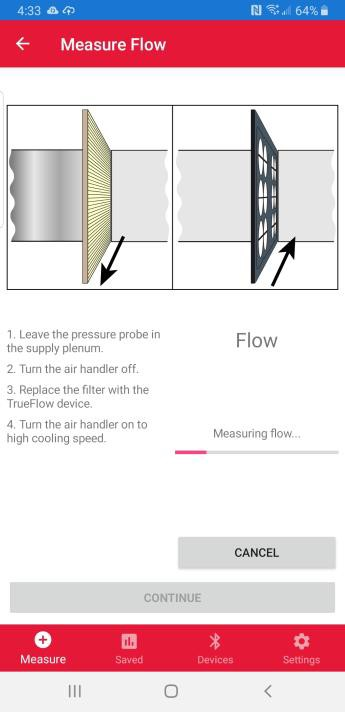 4:33 64%
Measure Flow
1. Leave the pressure probe in
the supply plenum.
2. Turn the air handler off.
3. Replace the filter with the
TrueFlow device.
4. Turn the air handler on to
high cooling speed.
Flow
Measuring flow...
CANCEL
CONTINUE
Measure Saved Devices Settings